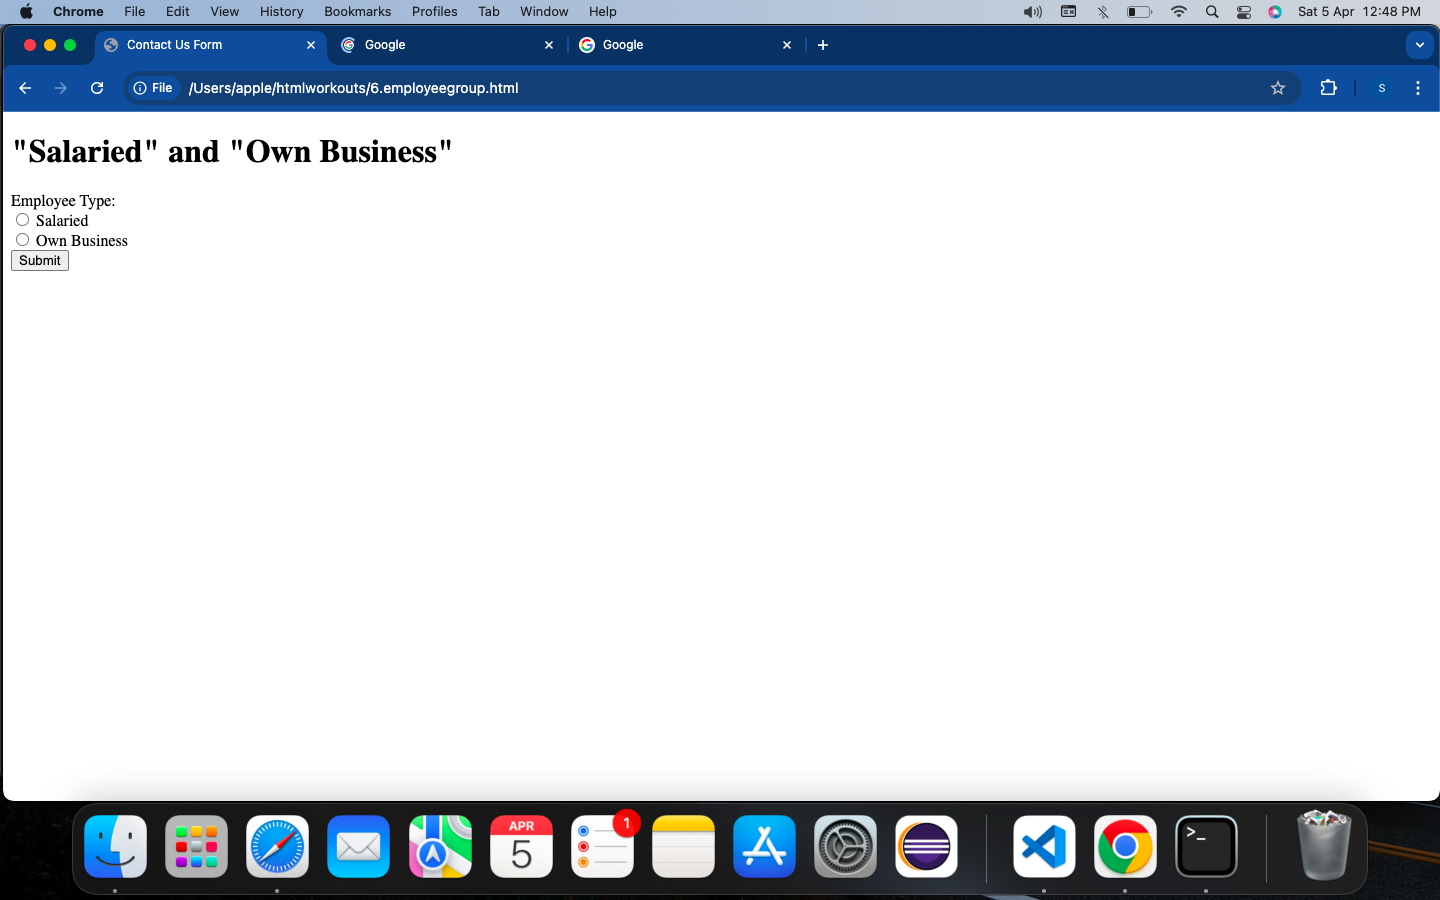 Chrome File Edit View History Bookmarks Profiles Tab Window Help Sat 5 Apr 12:48 PM
Contact Us Form Google Google
File /Users/apple/htmlworkouts/6.employeegroup.html S
"Salaried" and "Own Business"
Employee Type:
Salaried
Own Business
Submit
1
APR
5
>_